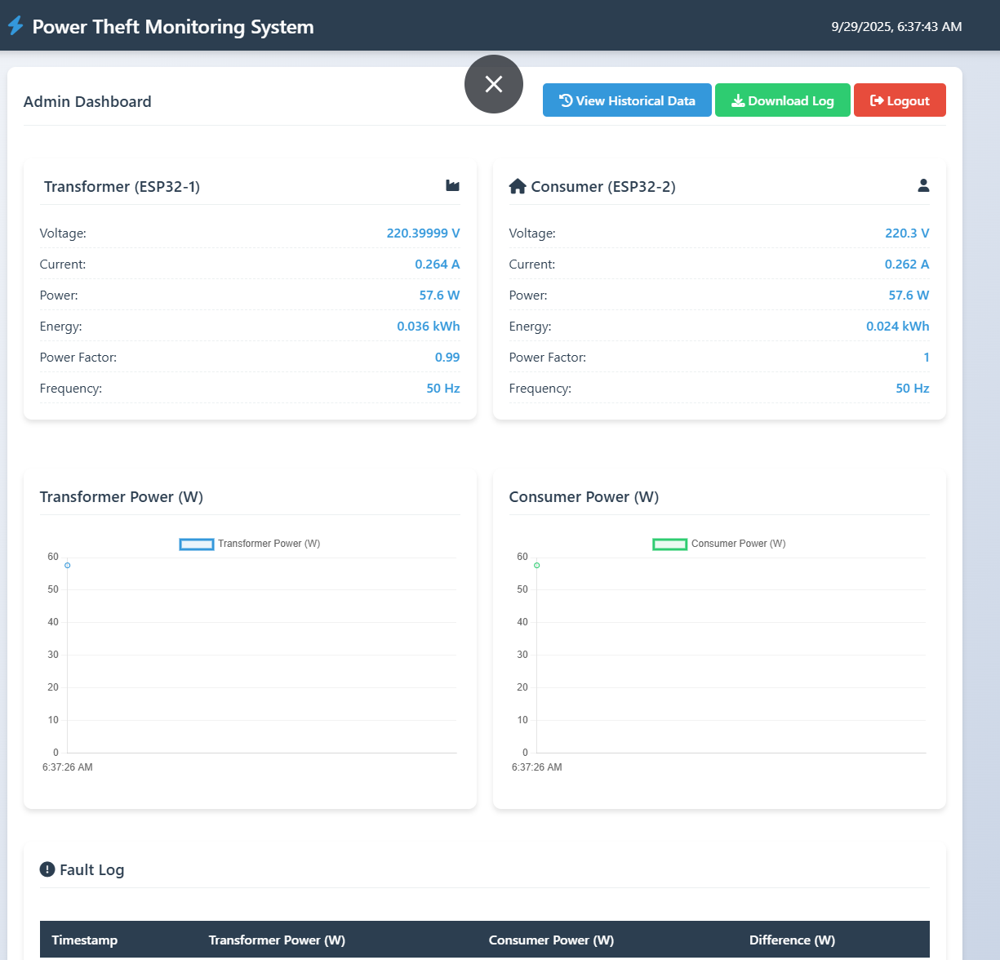 Power Theft Monitoring System
9/29/2025, 6:37:43 AM
Admin Dashboard
View Historical Data
Download Log
Logout
Transformer (ESP32-1)
Voltage: 220.39999 V
Current: 0.264 A
Power: 57.6 W
Energy: 0.036 kWh
Power Factor: 0.99
Frequency: 50 Hz
Consumer (ESP32-2)
Voltage: 220.3 V
Current: 0.262 A
Power: 57.6 W
Energy: 0.024 kWh
Power Factor: 1
Frequency: 50 Hz
Transformer Power (W)
Transformer Power (W)
60
50
40
30
20
10
0
6:37:26 AM
Consumer Power (W)
Consumer Power (W)
60
50
40
30
20
10
0
6:37:26 AM
Fault Log
Timestamp Transformer Power (W) Consumer Power (W) Difference (W)